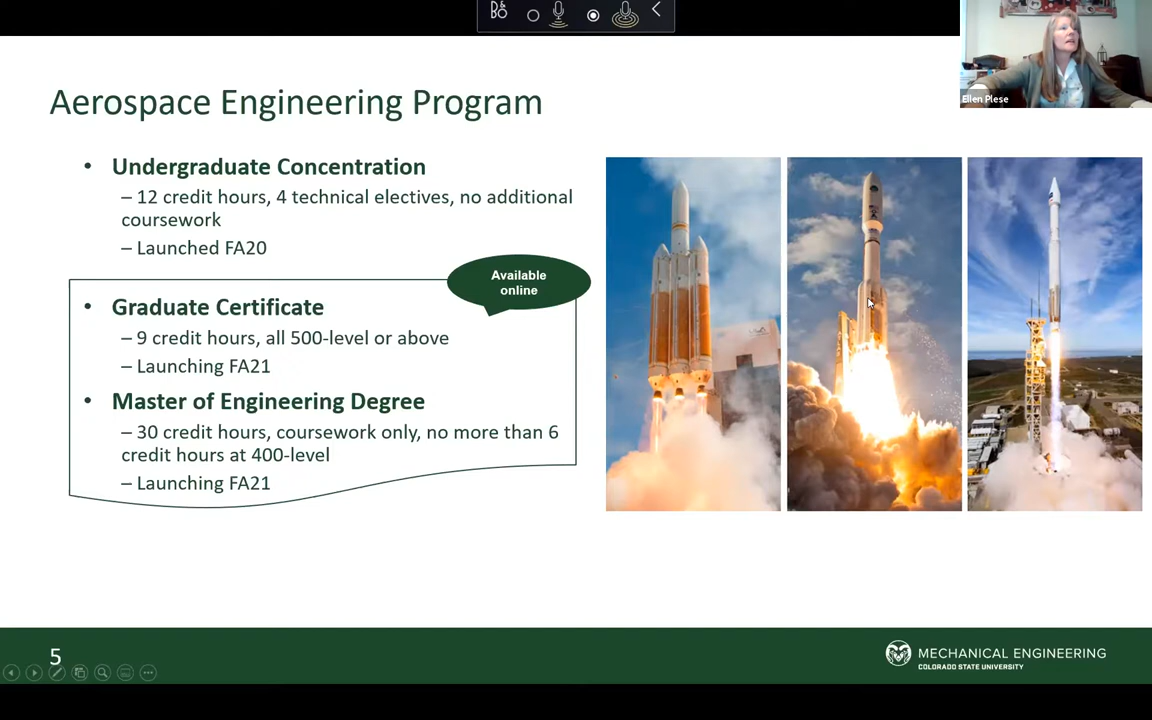 Aerospace Engineering Program
Ellen Plese
• Undergraduate Concentration
– 12 credit hours, 4 technical electives, no additional
coursework
– Launched FA20
Available
online
• Graduate Certificate
– 9 credit hours, all 500-level or above
– Launching FA21
• Master of Engineering Degree
– 30 credit hours, coursework only, no more than 6
credit hours at 400-level
– Launching FA21
5
MECHANICAL ENGINEERING
COLORADO STATE UNIVERSITY